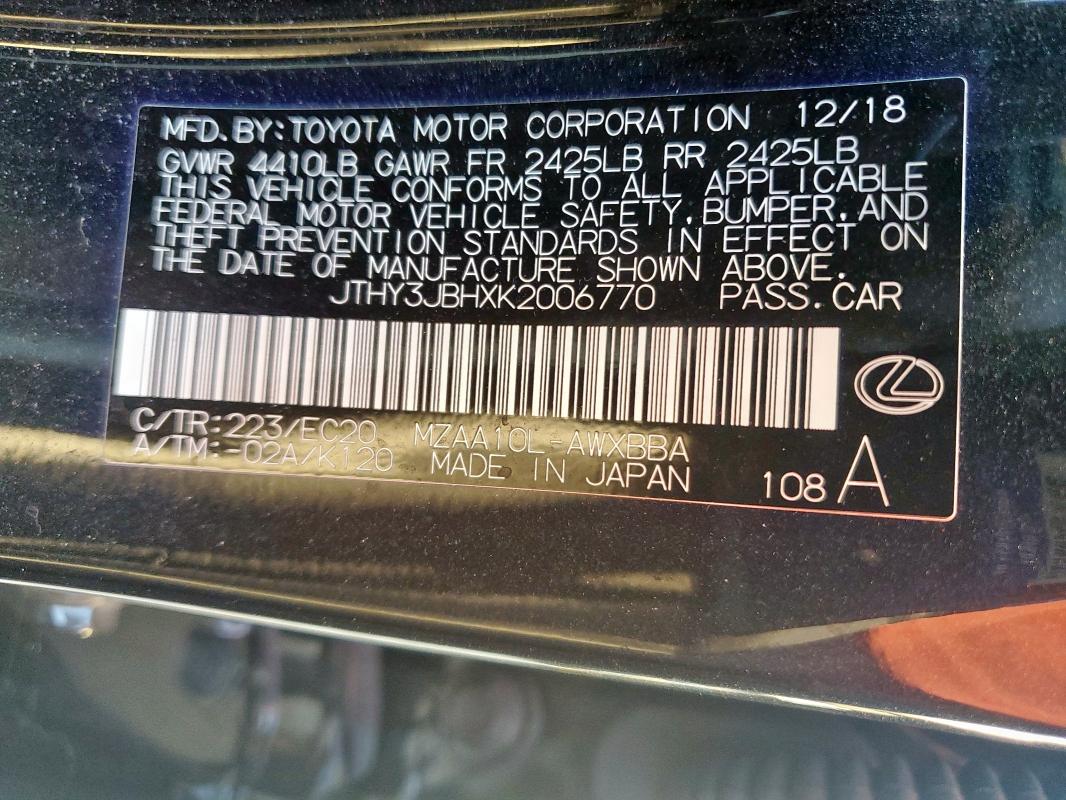 MFD.BY:TOYOTA MOTOR CORPORATION 12/18
GVWR 4410LB GAWR FR 2425LB RR 2425LB
THIS VEHICLE CONFORMS TO ALL APPLICABLE
FEDERAL MOTOR VEHICLE SAFETY,BUMPER,AND
THEFT PREVENTION STANDARDS IN EFFECT ON
THE DATE OF MANUFACTURE SHOWN ABOVE.
JTHY3JBHXK2006770 PASS.CAR
C/TR:223/EC20 MZAA10L-AWXBBA
A/TM:-02A/K120 MADE IN JAPAN 108 A